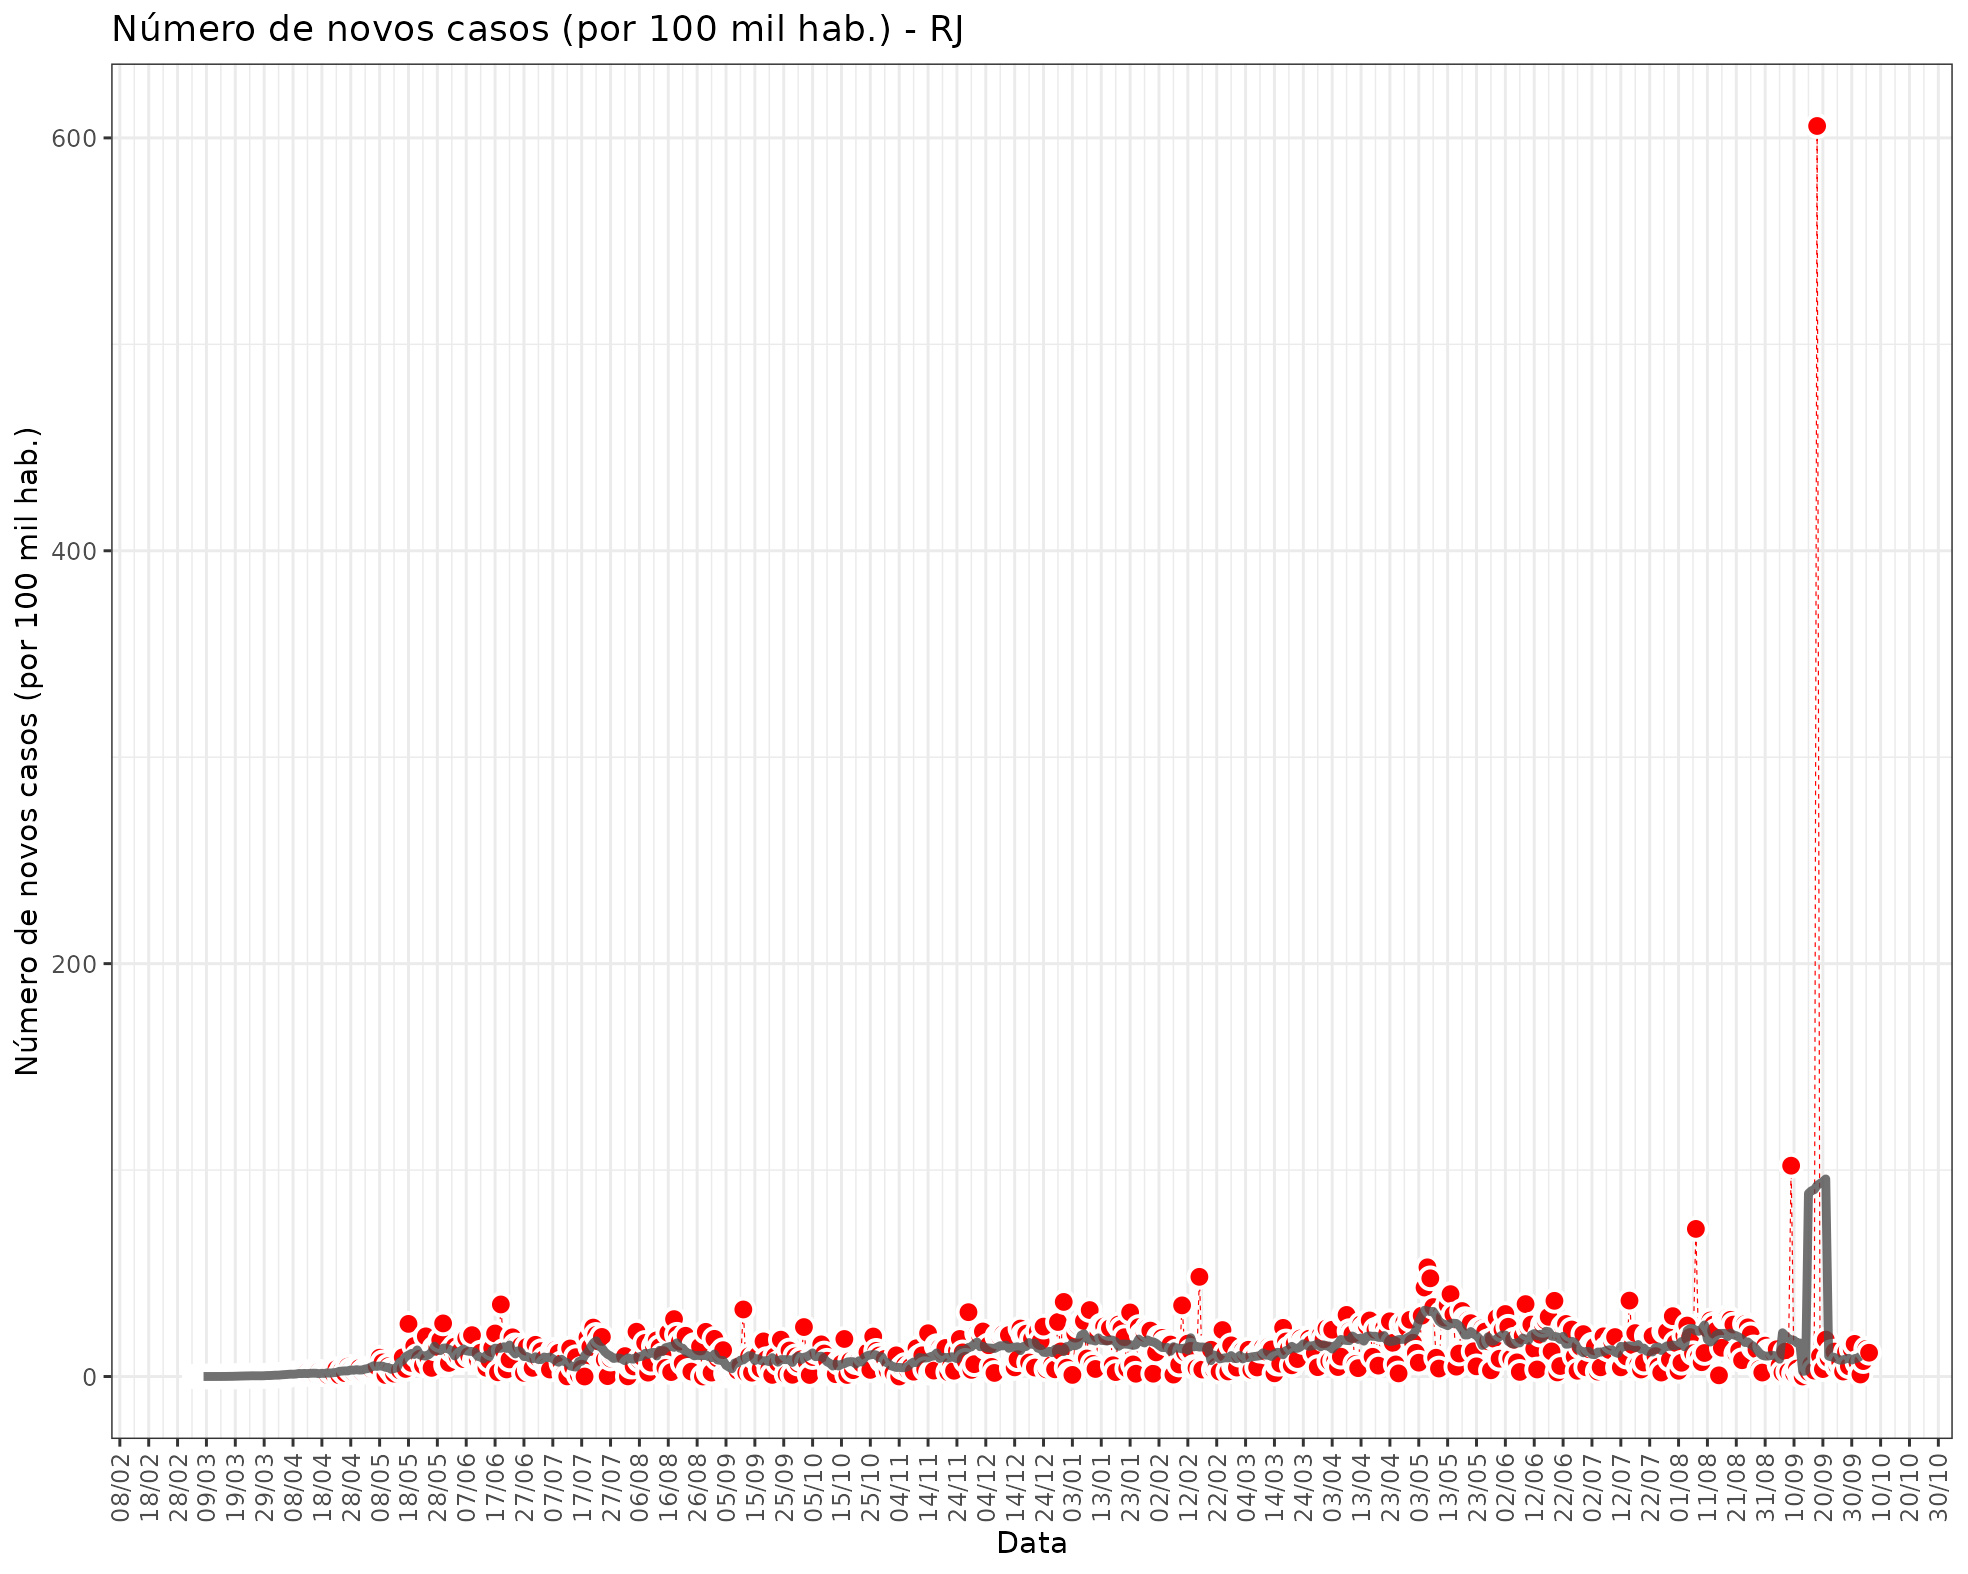 Número de novos casos (por 100 mil hab.) - RJ
Número de novos casos (por 100 mil hab.)
600
400
200
0
08/02 18/02 28/02 09/03 19/03 29/03 08/04 18/04 28/04 08/05 18/05 28/05 07/06 17/06 27/06 07/07 17/07 27/07 06/08 16/08 26/08 05/09 15/09 25/09 05/10 15/10 25/10 04/11 14/11 24/11 04/12 14/12 24/12 03/01 13/01 23/01 02/02 12/02 22/02 04/03 14/03 24/03 03/04 13/04 23/04 03/05 13/05 23/05 02/06 12/06 22/06 02/07 12/07 22/07 01/08 11/08 21/08 31/08 10/09 20/09 30/09 10/10 20/10 30/10
Data